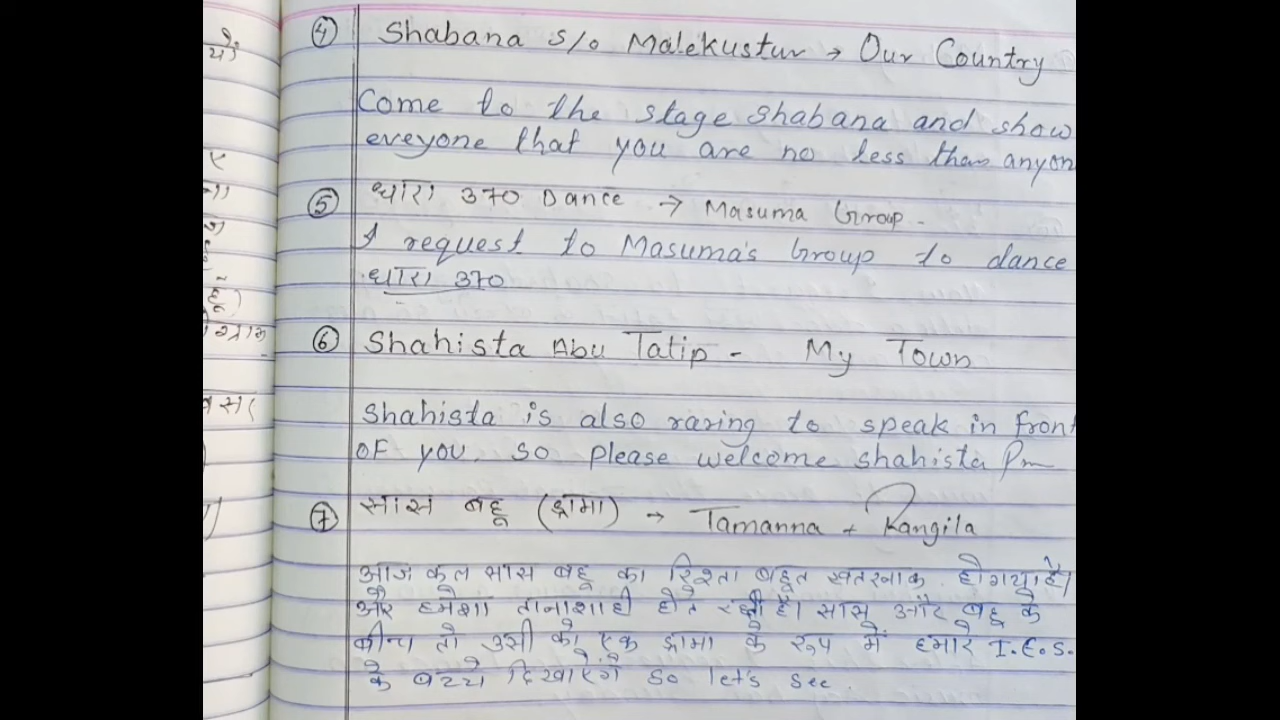 ये,
④ Shabana s/o Malekustur → Our Country
Come to the stage shabana and show
eveyone that you are no less than anyon
⑤ धारा 370 Dance → Masuma Group -
I request to Masuma's Group to dance
धारा 370
⑥ Shahista Abu Talip - My Town
Shahista is also raring to speak in front
OF you. so please welcome shahista
⑦ सास बहू (ड्रामा) → Tamanna + Rangila
आज कल सास बहू का रिश्ता बहुत खतरनाक होगया है।
और हमेशा तानाशाही होते रही है। सास और बहू के
बीच तो उसी को एक ड्रामा के रूप में हमारे I.E.S.
के बच्चे दिखाऐंगे so let's see.